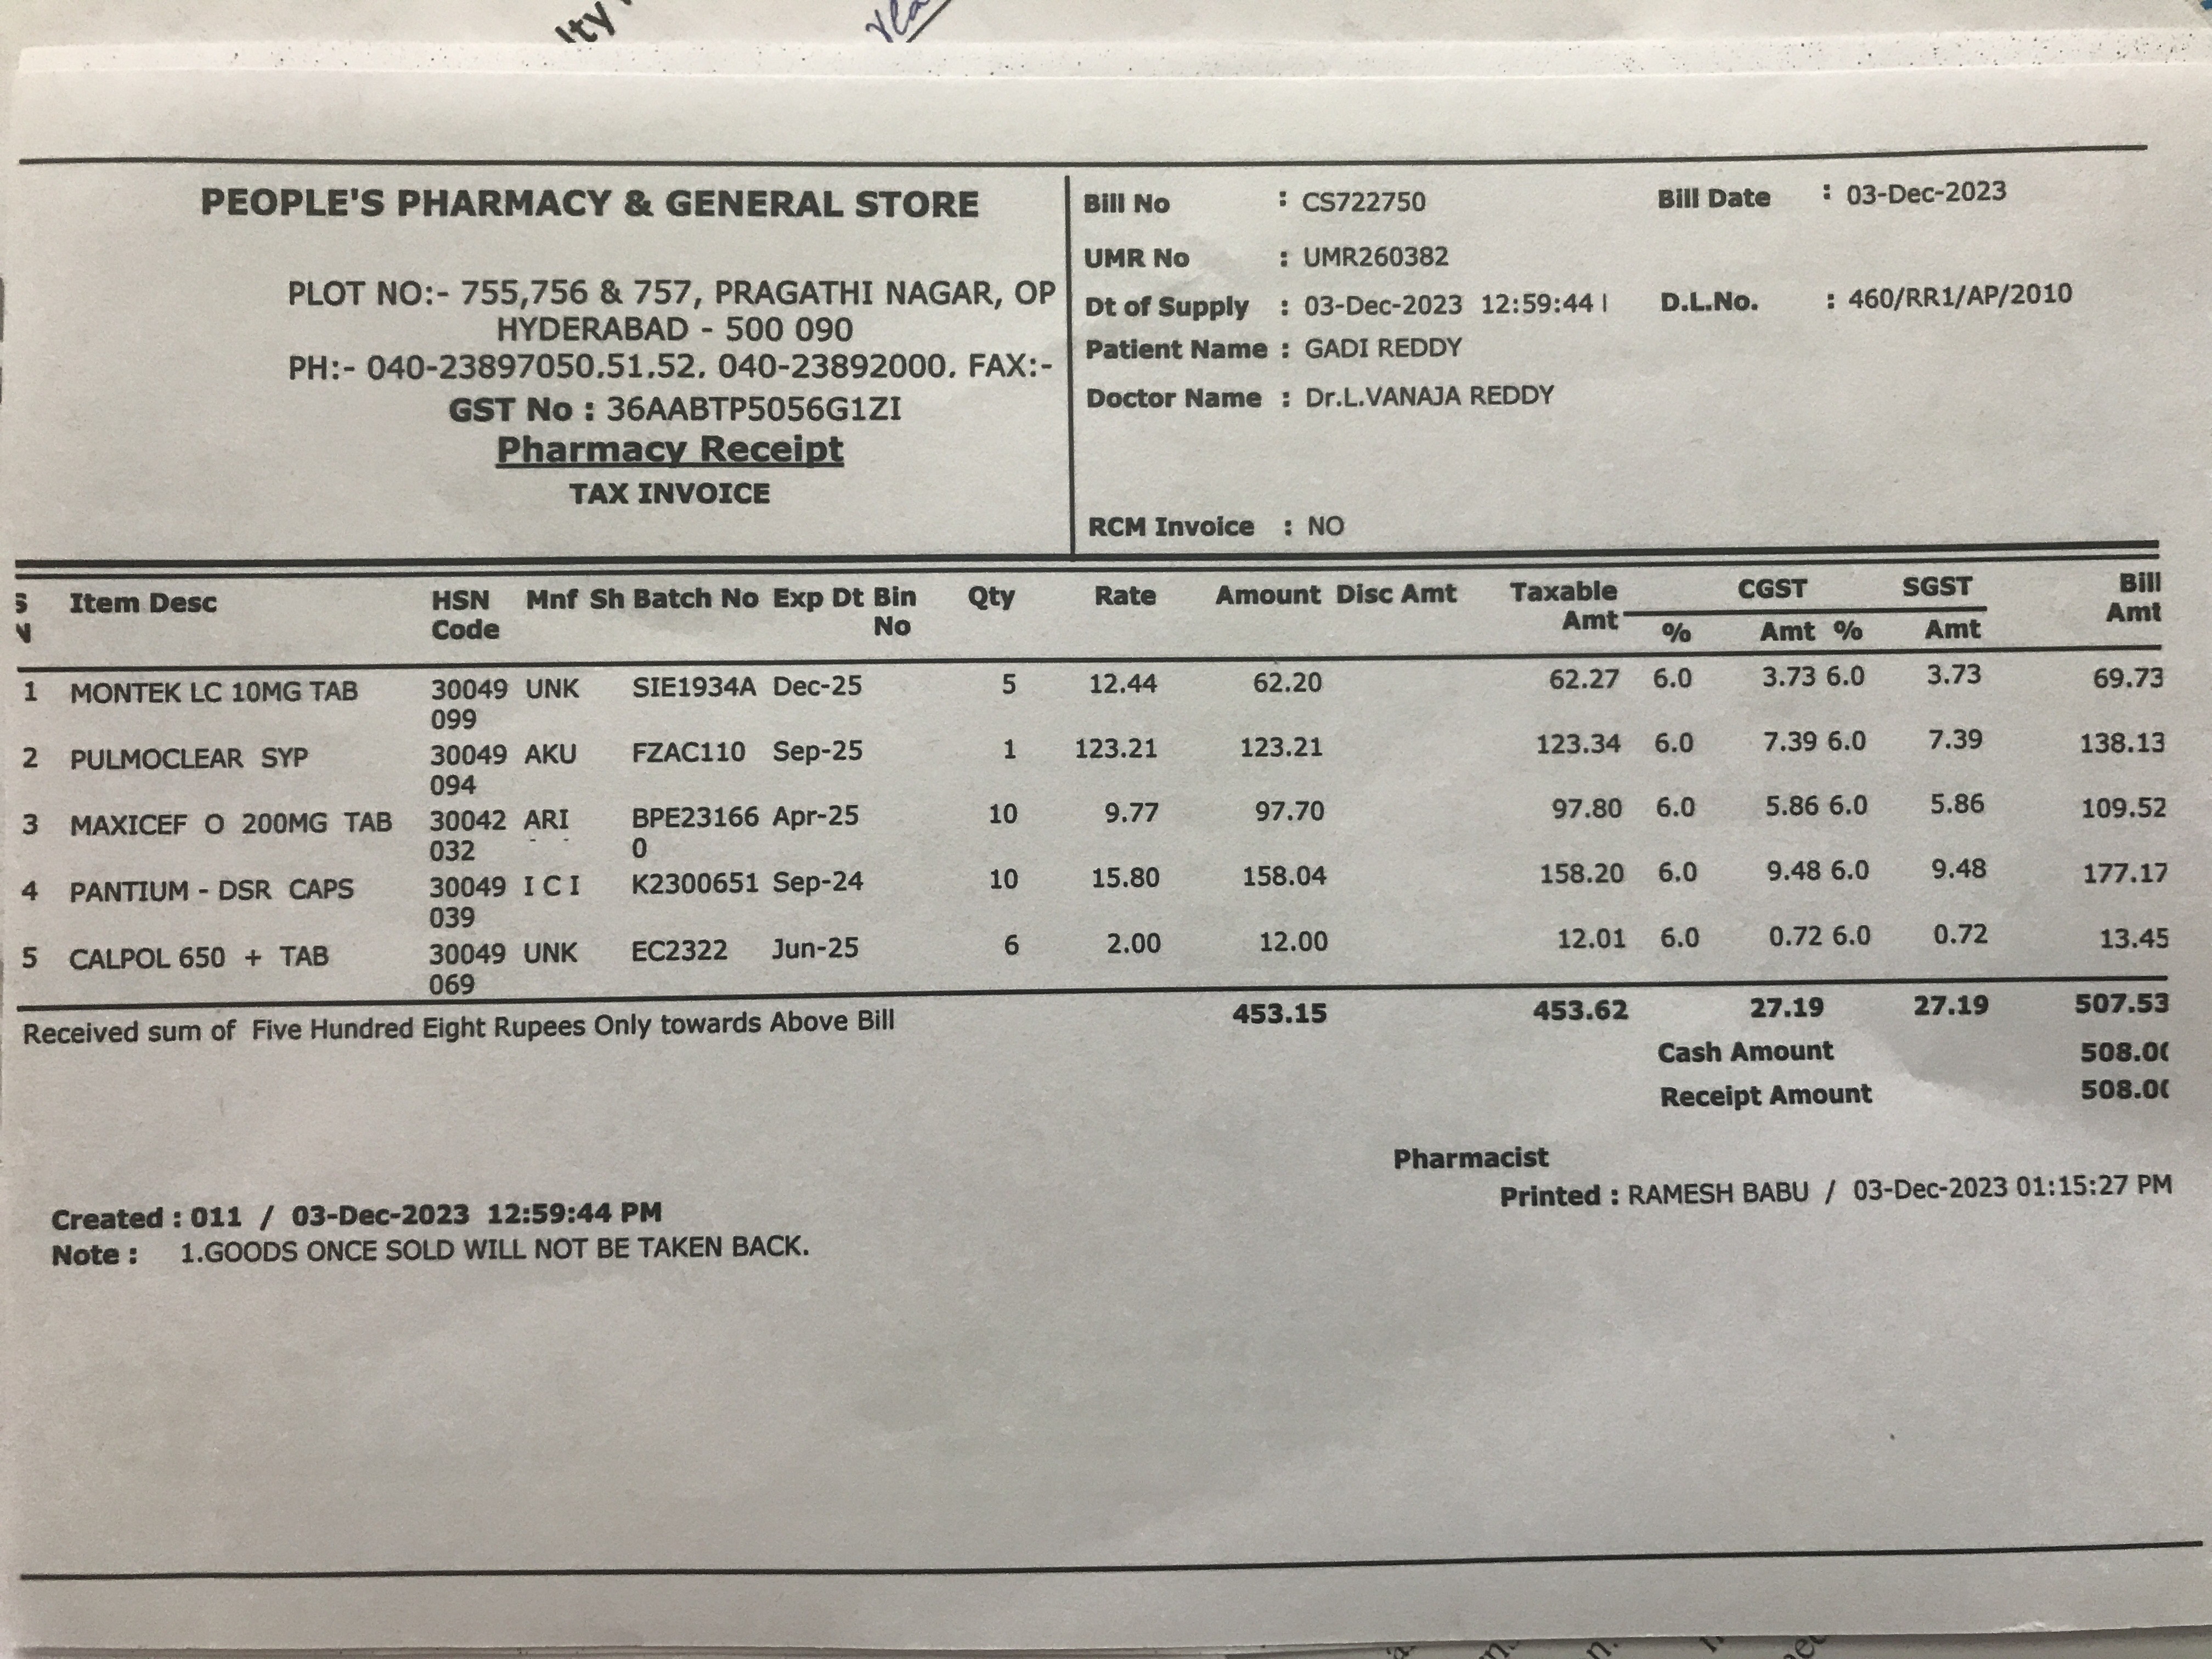 lty
PEOPLE'S PHARMACY & GENERAL STORE
PLOT NO:- 755,756 & 757, PRAGATHI NAGAR, OP
HYDERABAD - 500 090
PH:- 040-23897050.51.52. 040-23892000. FAX:-
GST No : 36AABTP5056G1ZI
Pharmacy Receipt
TAX INVOICE
Bill No : CS722750 Bill Date : 03-Dec-2023
UMR No : UMR260382
Dt of Supply : 03-Dec-2023 12:59:44 D.L.No. : 460/RR1/AP/2010
Patient Name : GADI REDDY
Doctor Name : Dr.L.VANAJA REDDY
RCM Invoice : NO
S Item Desc HSN Mnf Sh Batch No Exp Dt Bin Qty Rate Amount Disc Amt Taxable CGST SGST Bill
N Code No Amt % Amt % Amt Amt
1 MONTEK LC 10MG TAB 30049 UNK SIE1934A Dec-25 5 12.44 62.20 62.27 6.0 3.73 6.0 3.73 69.73
099
2 PULMOCLEAR SYP 30049 AKU FZAC110 Sep-25 1 123.21 123.21 123.34 6.0 7.39 6.0 7.39 138.13
094
3 MAXICEF O 200MG TAB 30042 ARI BPE23166 Apr-25 10 9.77 97.70 97.80 6.0 5.86 6.0 5.86 109.52
032 0
4 PANTIUM - DSR CAPS 30049 I C I K2300651 Sep-24 10 15.80 158.04 158.20 6.0 9.48 6.0 9.48 177.17
039
5 CALPOL 650 + TAB 30049 UNK EC2322 Jun-25 6 2.00 12.00 12.01 6.0 0.72 6.0 0.72 13.45
069
Received sum of Five Hundred Eight Rupees Only towards Above Bill 453.15 453.62 27.19 27.19 507.53
Cash Amount 508.0
Receipt Amount 508.0
Pharmacist
Printed : RAMESH BABU / 03-Dec-2023 01:15:27 PM
Created : 011 / 03-Dec-2023 12:59:44 PM
Note : 1.GOODS ONCE SOLD WILL NOT BE TAKEN BACK.